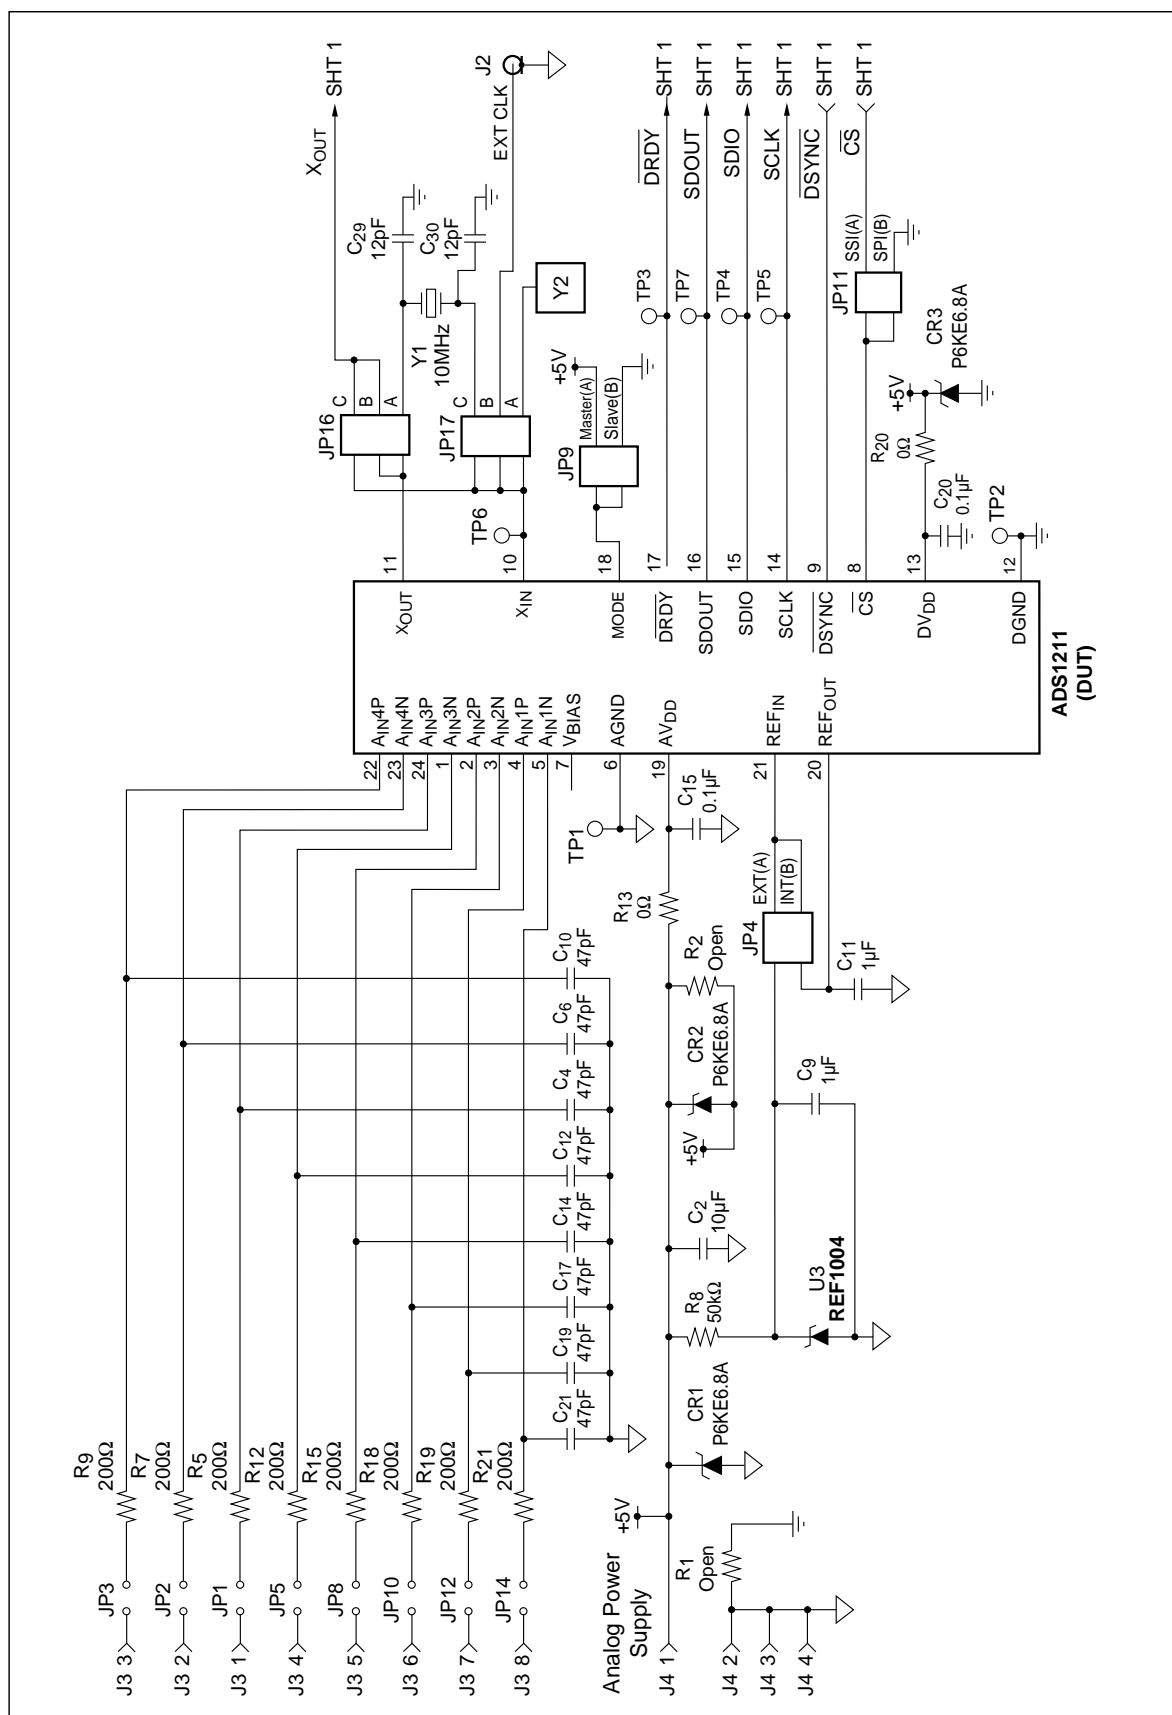 J3 3
JP3
R9
200Ω
J3 2
JP2
R7
200Ω
J3 1
JP1
R5
200Ω
J3 4
JP5
R12
200Ω
J3 5
JP8
R15
200Ω
J3 6
JP10
R18
200Ω
J3 7
JP12
R19
200Ω
J3 8
JP14
R21
200Ω
C21
47pF
C19
47pF
C17
47pF
C14
47pF
C12
47pF
C4
47pF
C6
47pF
C10
47pF
Analog Power
Supply
J4 1
+5V
J4 2
J4 3
J4 4
R1
Open
CR1
P6KE6.8A
R8
50kΩ
C2
10µF
+5V
CR2
P6KE6.8A
R2
Open
R13
0Ω
C15
0.1µF
TP1
U3
REF1004
C9
1µF
JP4
EXT(A)
INT(B)
C11
1µF
22
23
24
1
2
3
4
5
7
6
19
21
20
AIN4P
AIN4N
AIN3P
AIN3N
AIN2P
AIN2N
AIN1P
AIN1N
VBIAS
AGND
AVDD
REFIN
REFOUT
XOUT
XIN
MODE
DRDY
SDOUT
SDIO
SCLK
DSYNC
CS
DVDD
DGND
ADS1211
(DUT)
11
10
18
17
16
15
14
9
8
13
12
TP6
JP16
C
B
A
JP17
C
B
A
Y1
10MHz
C29
12pF
C30
12pF
Y2
XOUT
SHT 1
EXT CLK
J2
JP9
Master(A)
Slave(B)
+5V
TP3
TP7
TP4
TP5
DRDY
SHT 1
SDOUT
SHT 1
SDIO
SHT 1
SCLK
SHT 1
DSYNC
SHT 1
CS
SHT 1
JP11
SSI(A)
SPI(B)
C20
0.1µF
R20
0Ω
+5V
CR3
P6KE6.8A
TP2